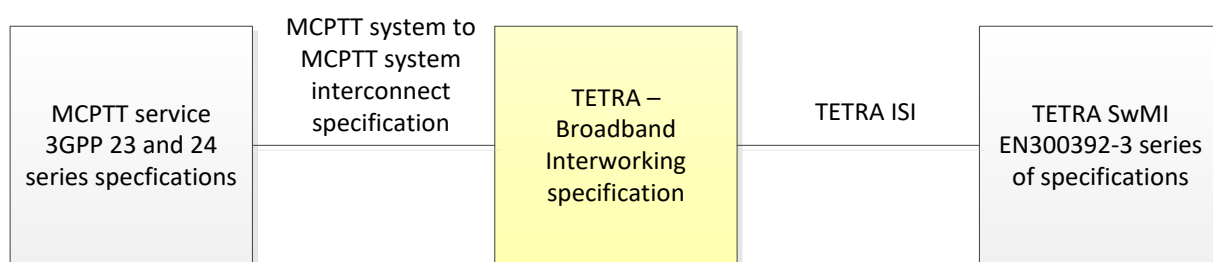 MCPTT service
3GPP 23 and 24
series specfications
MCPTT system to
MCPTT system
interconnect
specification
TETRA –
Broadband
Interworking
specification
TETRA ISI
TETRA SwMI
EN300392-3 series
of specifications